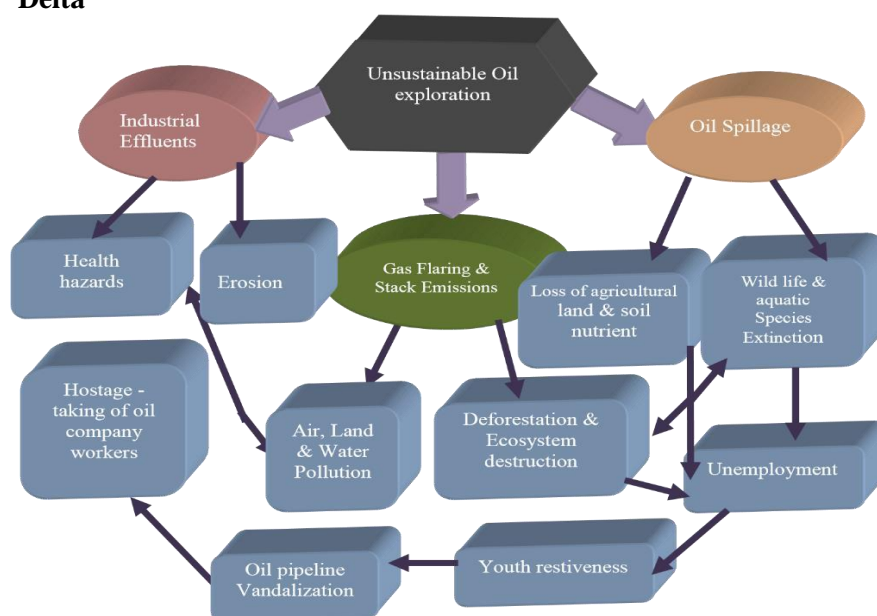 Delta
Unsustainable Oil
exploration
Industrial
Effluents
Oil Spillage
Health
hazards
Erosion
Gas Flaring &
Stack Emissions
Loss of agricultural
land & soil
nutrient
Wild life &
aquatic
Species
Extinction
Hostage -
taking of oil
company
workers
Air, Land
& Water
Pollution
Deforestation &
Ecosystem
destruction
Unemployment
Oil pipeline
Vandalization
Youth restiveness